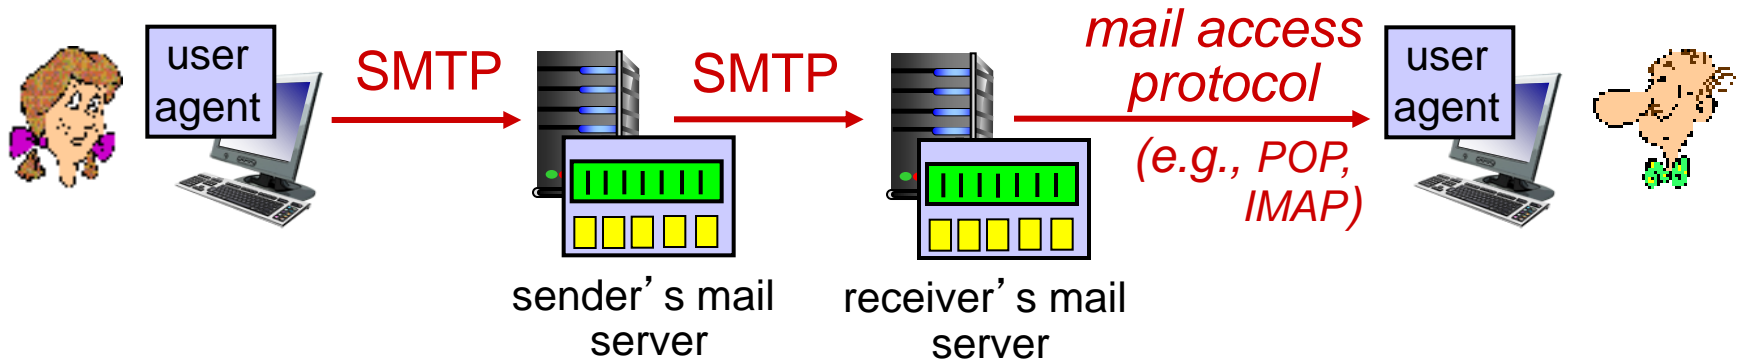 user
agent
SMTP
SMTP
mail access
protocol
(e.g., POP,
IMAP)
user
agent
sender’s mail
server
receiver’s mail
server